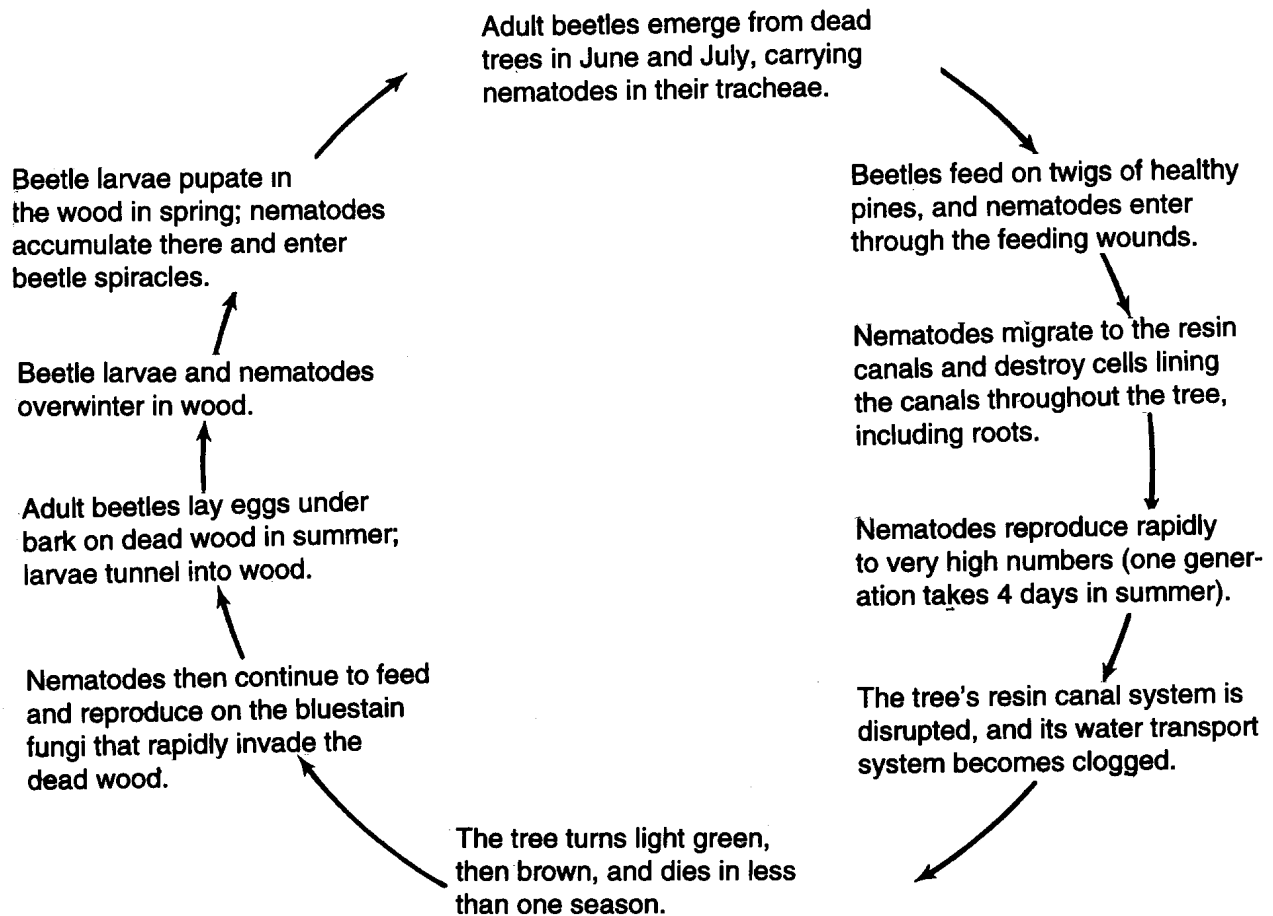 Adult beetles emerge from dead
trees in June and July, carrying
nematodes in their tracheae.
Beetles feed on twigs of healthy
pines, and nematodes enter
through the feeding wounds.
Nematodes migrate to the resin
canals and destroy cells lining
the canals throughout the tree,
including roots.
Nematodes reproduce rapidly
to very high numbers (one gener-
ation takes 4 days in summer).
The tree's resin canal system is
disrupted, and its water transport
system becomes clogged.
The tree turns light green,
then brown, and dies in less
than one season.
Nematodes then continue to feed
and reproduce on the bluestain
fungi that rapidly invade the
dead wood.
Adult beetles lay eggs under
bark on dead wood in summer;
larvae tunnel into wood.
Beetle larvae and nematodes
overwinter in wood.
Beetle larvae pupate in
the wood in spring; nematodes
accumulate there and enter
beetle spiracles.